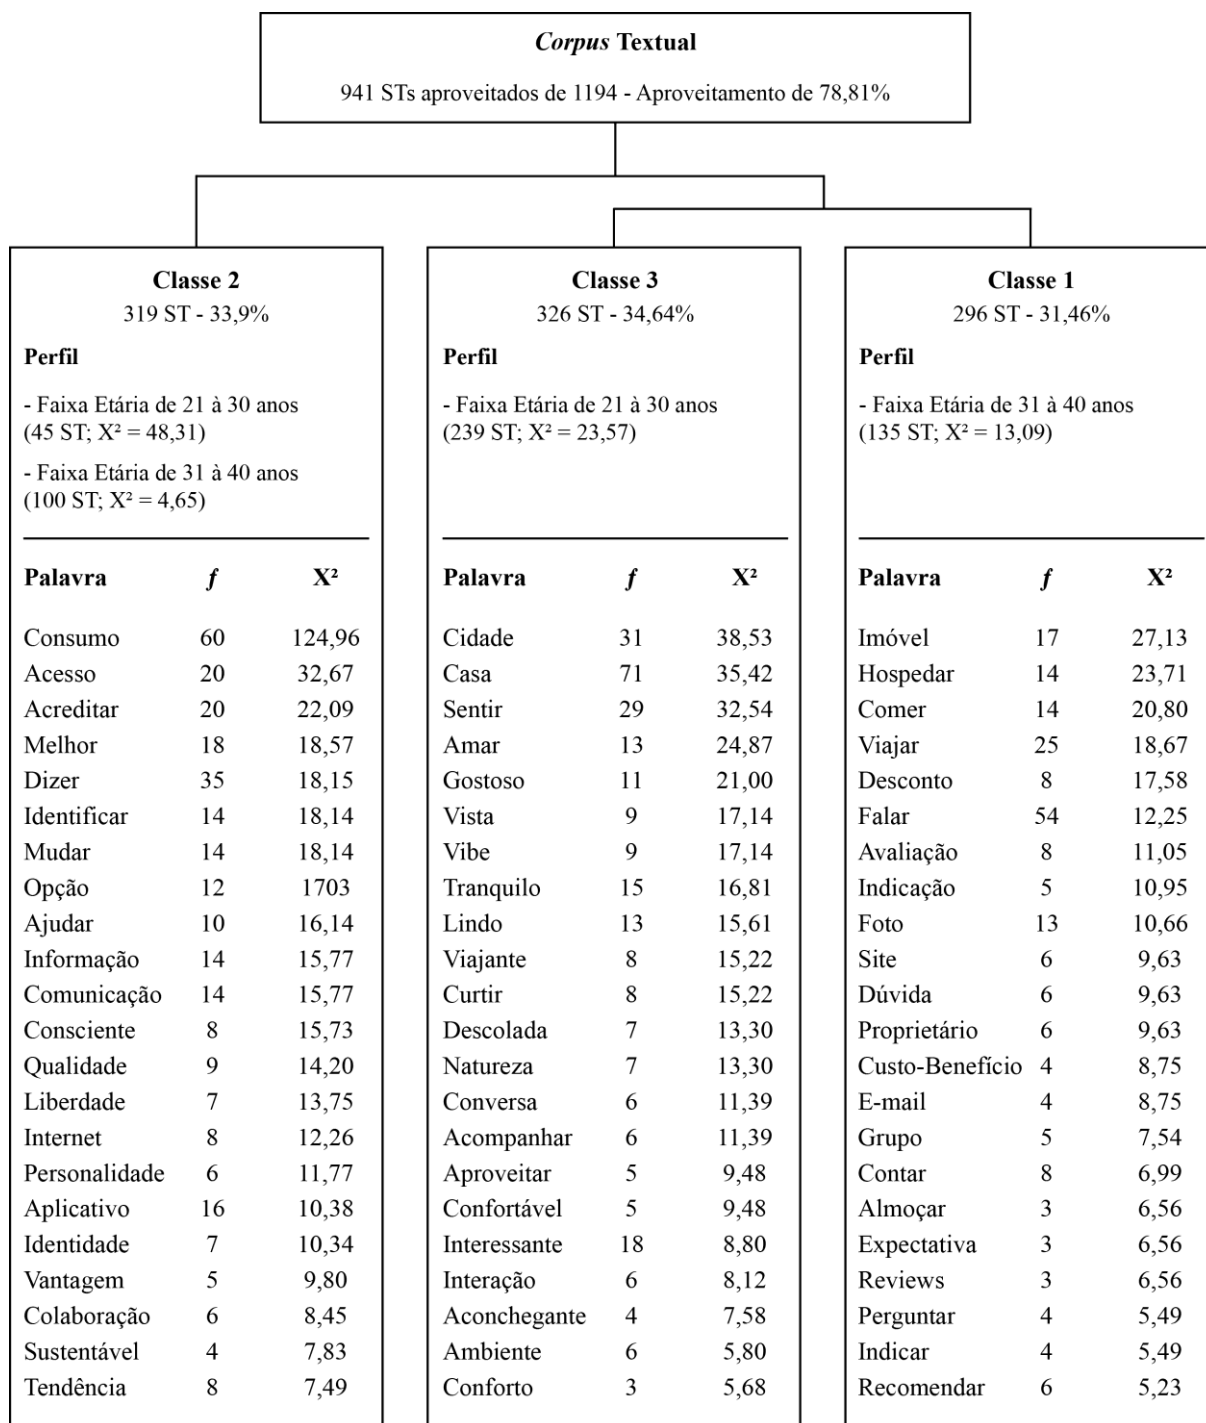 Corpus Textual
941 STs aproveitados de 1194 - Aproveitamento de 78,81%
Classe 2
319 ST - 33,9%
Perfil
- Faixa Etária de 21 à 30 anos
(45 ST; X² = 48,31)
- Faixa Etária de 31 à 40 anos
(100 ST; X² = 4,65)
Palavra f X²
Consumo 60 124,96
Acesso 20 32,67
Acreditar 20 22,09
Melhor 18 18,57
Dizer 35 18,15
Identificar 14 18,14
Mudar 14 18,14
Opção 12 1703
Ajudar 10 16,14
Informação 14 15,77
Comunicação 14 15,77
Consciente 8 15,73
Qualidade 9 14,20
Liberdade 7 13,75
Internet 8 12,26
Personalidade 6 11,77
Aplicativo 16 10,38
Identidade 7 10,34
Vantagem 5 9,80
Colaboração 6 8,45
Sustentável 4 7,83
Tendência 8 7,49
Classe 3
326 ST - 34,64%
Perfil
- Faixa Etária de 21 à 30 anos
(239 ST; X² = 23,57)
Palavra f X²
Cidade 31 38,53
Casa 71 35,42
Sentir 29 32,54
Amar 13 24,87
Gostoso 11 21,00
Vista 9 17,14
Vibe 9 17,14
Tranquilo 15 16,81
Lindo 13 15,61
Viajante 8 15,22
Curtir 8 15,22
Descolada 7 13,30
Natureza 7 13,30
Conversa 6 11,39
Acompanhar 6 11,39
Aproveitar 5 9,48
Confortável 5 9,48
Interessante 18 8,80
Interação 6 8,12
Aconchegante 4 7,58
Ambiente 6 5,80
Conforto 3 5,68
Classe 1
296 ST - 31,46%
Perfil
- Faixa Etária de 31 à 40 anos
(135 ST; X² = 13,09)
Palavra f X²
Imóvel 17 27,13
Hospedar 14 23,71
Comer 14 20,80
Viajar 25 18,67
Desconto 8 17,58
Falar 54 12,25
Avaliação 8 11,05
Indicação 5 10,95
Foto 13 10,66
Site 6 9,63
Dúvida 6 9,63
Proprietário 6 9,63
Custo-Benefício 4 8,75
E-mail 4 8,75
Grupo 5 7,54
Contar 8 6,99
Almoçar 3 6,56
Expectativa 3 6,56
Reviews 3 6,56
Perguntar 4 5,49
Indicar 4 5,49
Recomendar 6 5,23